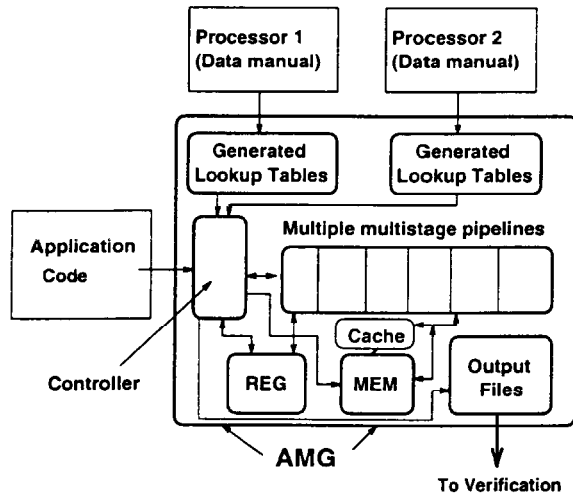 Processor 1
(Data manual)
Processor 2
(Data manual)
Generated
Lookup Tables
Generated
Lookup Tables
Multiple multistage pipelines
Application
Code
Cache
Controller
REG
MEM
Output
Files
AMG
To Verification